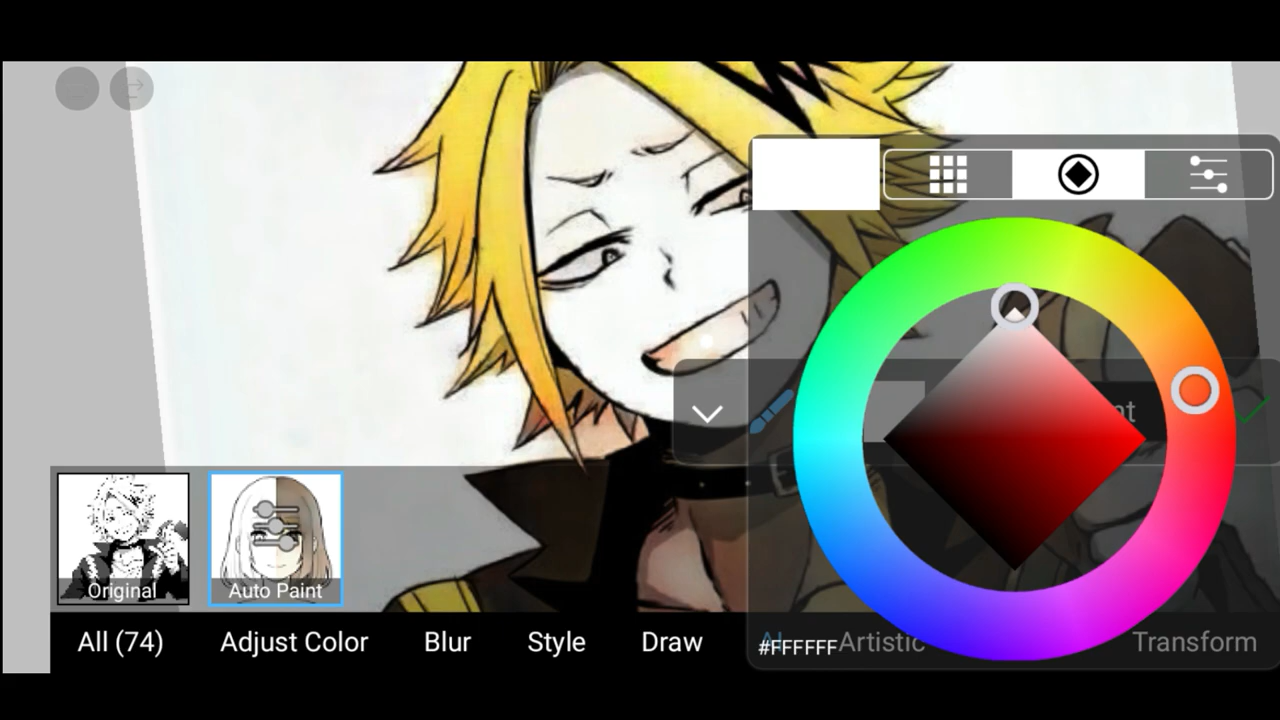 Original
Auto Paint
All (74)
Adjust Color
Blur
Style
Draw
#FFFFFF
Artistic
Transform